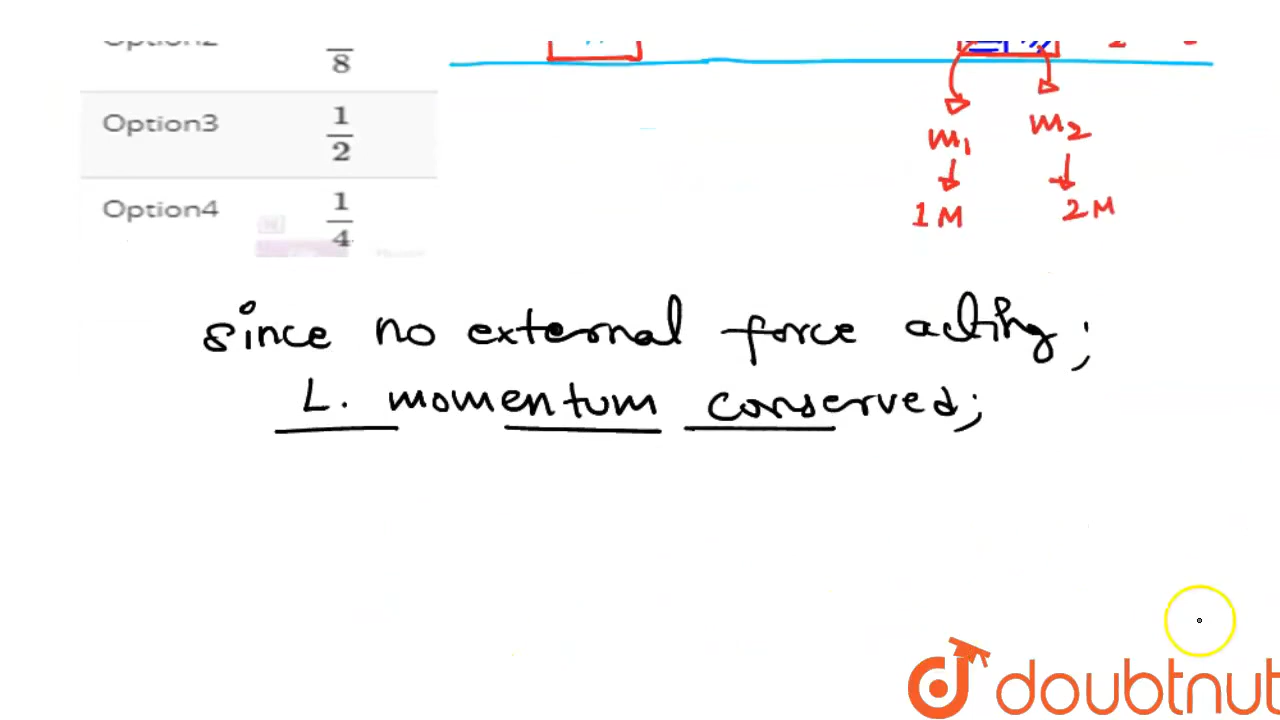 Option2
8
Option3 1/2
Option4 1/4
m1 m2
1M 2M
since no external force acting;
L. momentum conserved;
doubtnut